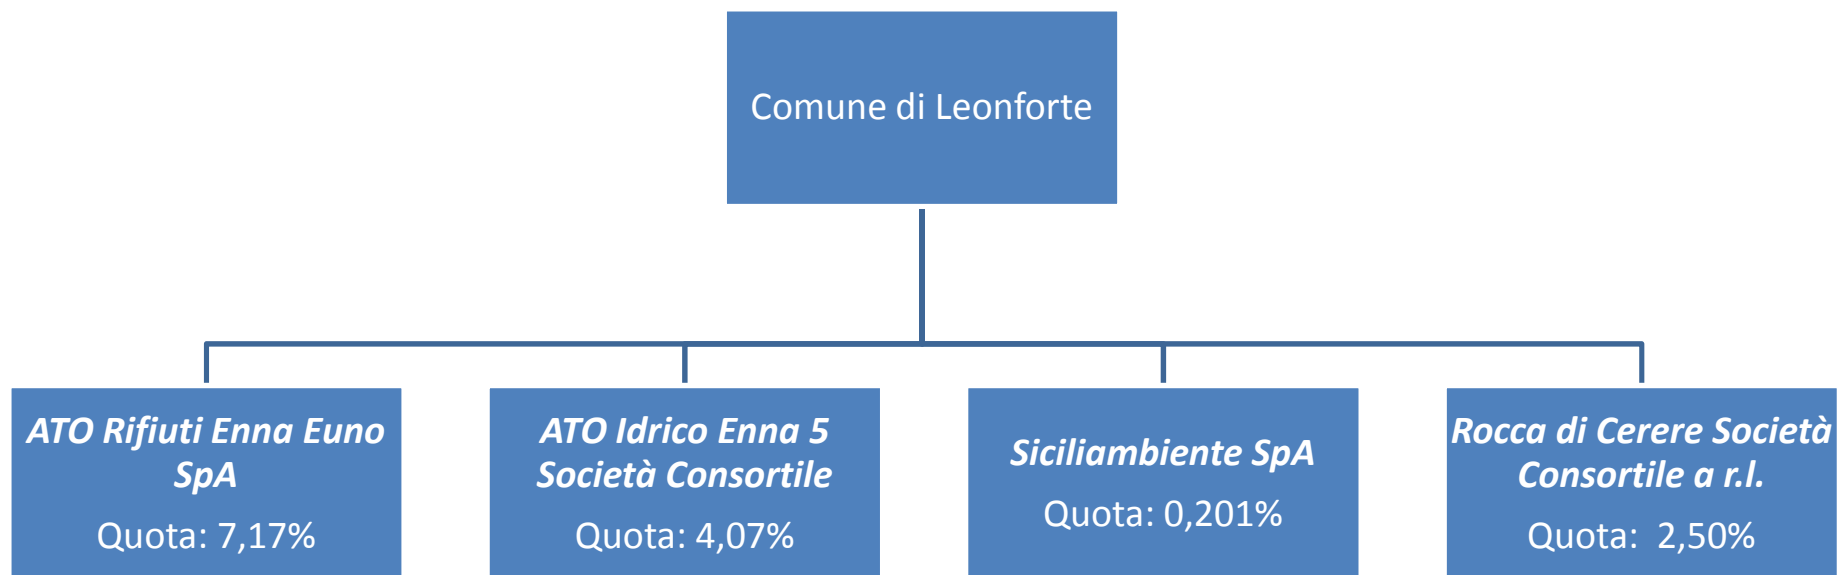 Comune di Leonforte
ATO Rifiuti Enna Euno
SpA
Quota: 7,17%
ATO Idrico Enna 5
Società Consortile
Quota: 4,07%
Siciliambiente SpA
Quota: 0,201%
Rocca di Cerere Società
Consortile a r.l.
Quota:  2,50%